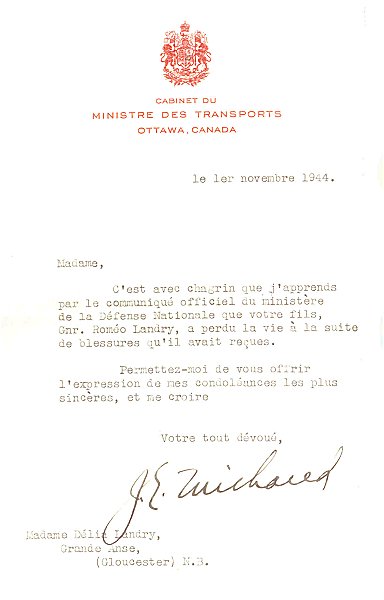 CABINET DU
MINISTRE DES TRANSPORTS
OTTAWA, CANADA
le 1er novembre 1944.
Madame,
C'est avec chagrin que j'apprends
par le communiqué officiel du ministère
de la Défense Nationale que votre fils,
Gnr. Roméo Landry, a perdu la vie à la suite
de blessures qu'il avait reçues.
Permettez-moi de vous offrir
l'expression de mes condoléances les plus
sincères, et me croire
Votre tout dévoué,
J.E. Michaud
Madame Délia Landry,
Grande Anse,
(Gloucester) N.B.